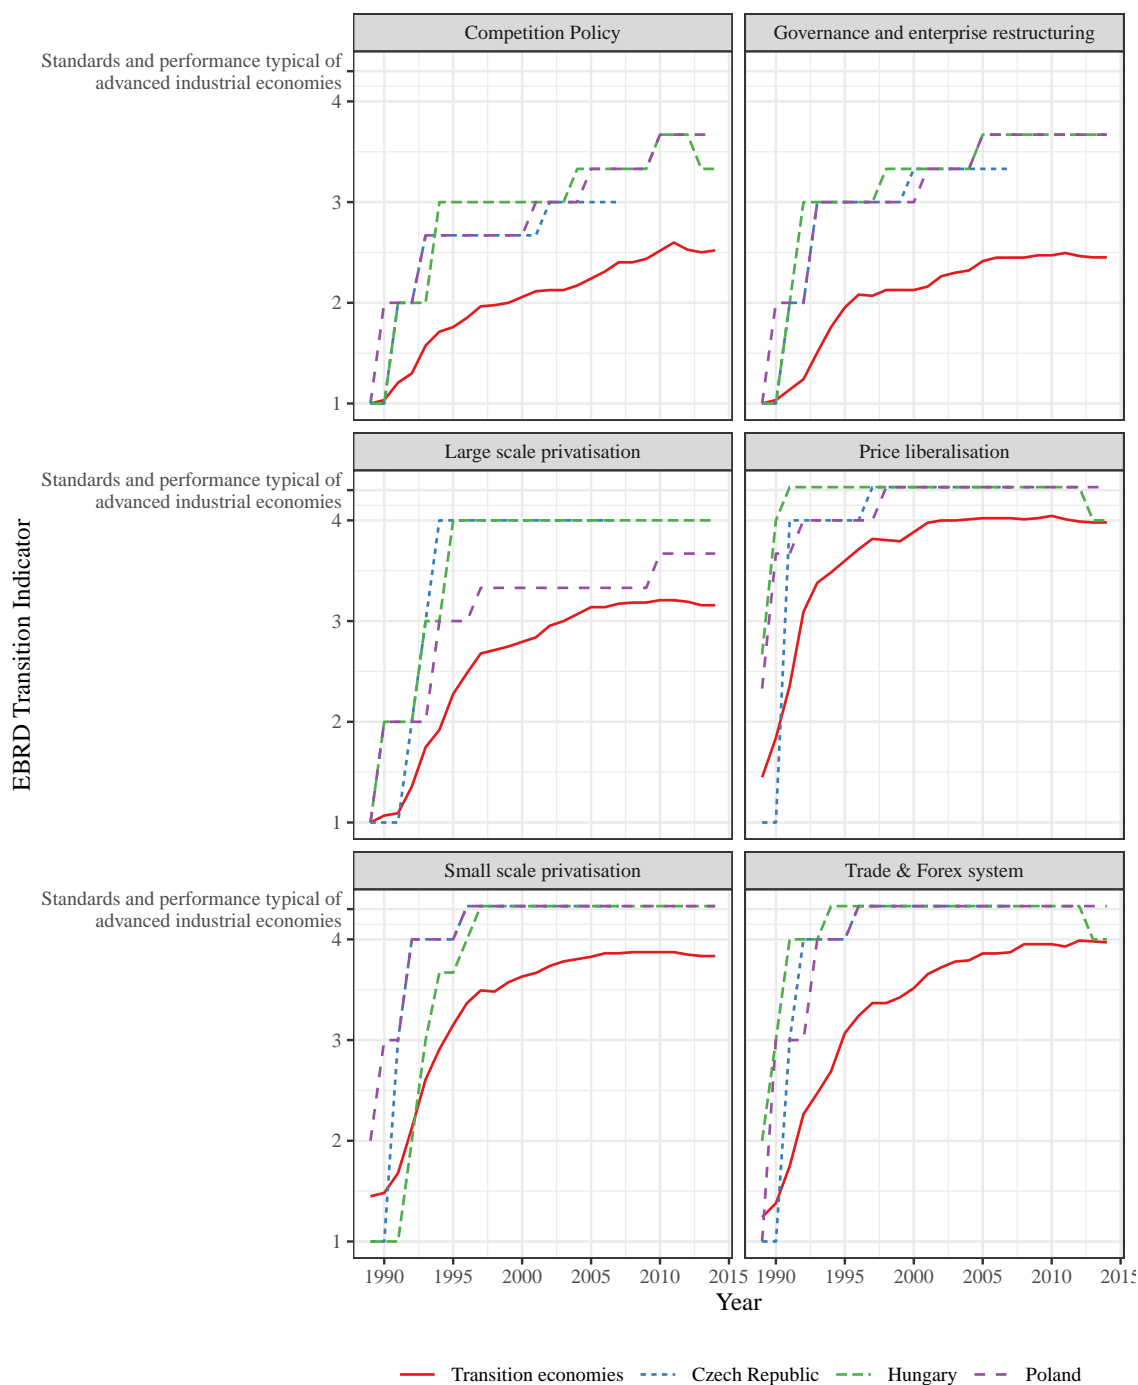 Competition Policy
Governance and enterprise restructuring
Standards and performance typical of
advanced industrial economies
4
3
2
1
Large scale privatisation
Price liberalisation
Standards and performance typical of
advanced industrial economies
4
3
2
1
EBRD Transition Indicator
Small scale privatisation
Trade & Forex system
Standards and performance typical of
advanced industrial economies
4
3
2
1
1990 1995 2000 2005 2010 2015
1990 1995 2000 2005 2010 2015
Year
Transition economies Czech Republic Hungary Poland